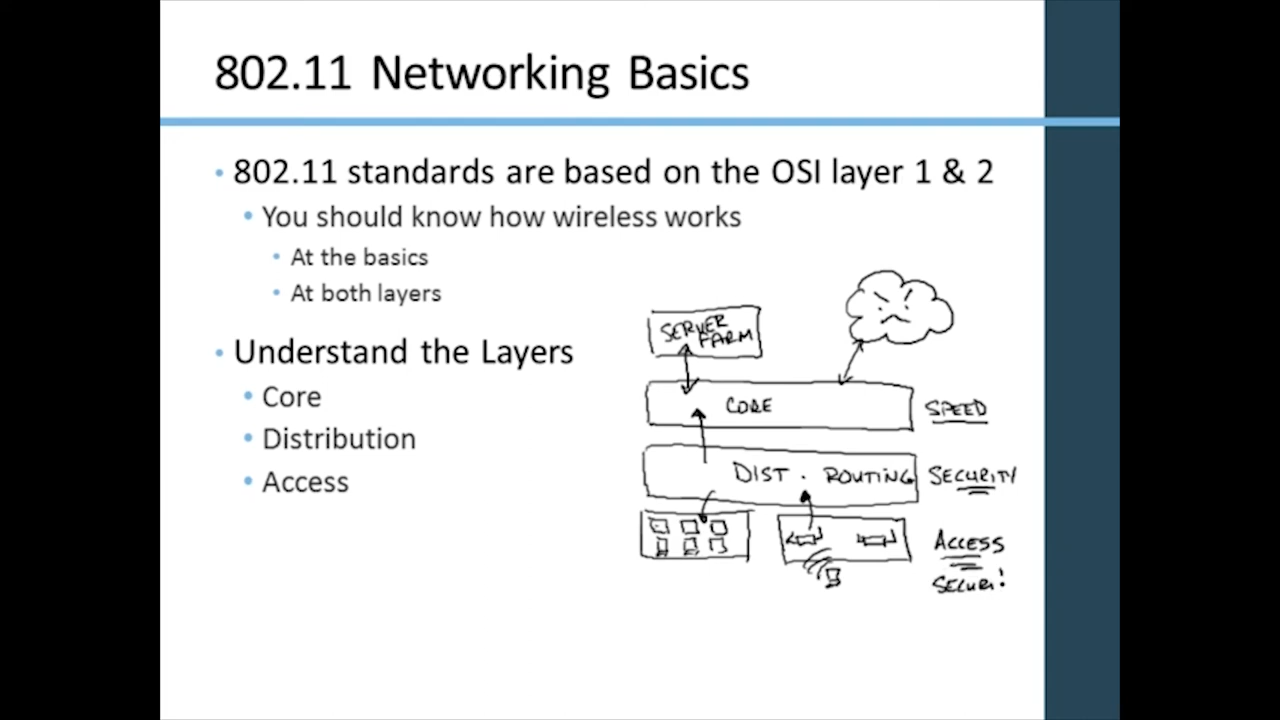 802.11 Networking Basics
• 802.11 standards are based on the OSI layer 1 & 2
• You should know how wireless works
• At the basics
• At both layers
• Understand the Layers
• Core
• Distribution
• Access
SERVER
FARM
CORE
SPEED
DIST. ROUTING
SECURITY
ACCESS
SECURI!